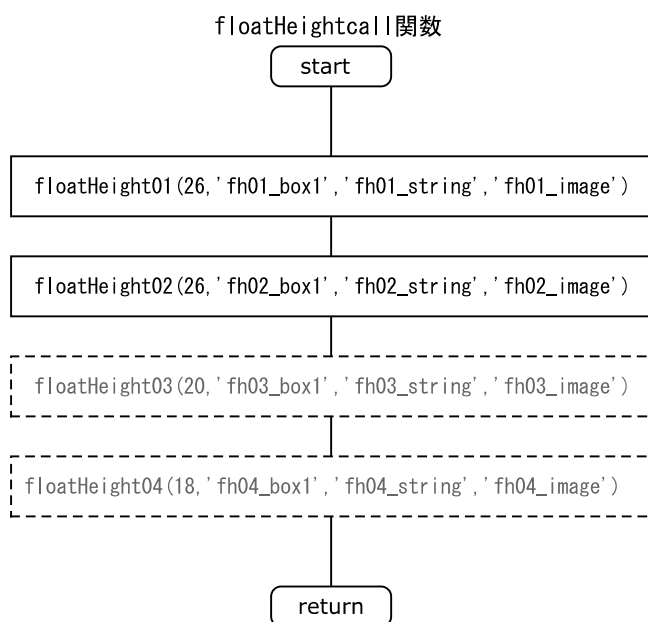 floatHeightcall関数
start
floatHeight01(26,'fh01_box1','fh01_string','fh01_image')
floatHeight02(26,'fh02_box1','fh02_string','fh02_image')
floatHeight03(20,'fh03_box1','fh03_string','fh03_image')
floatHeight04(18,'fh04_box1','fh04_string','fh04_image')
return